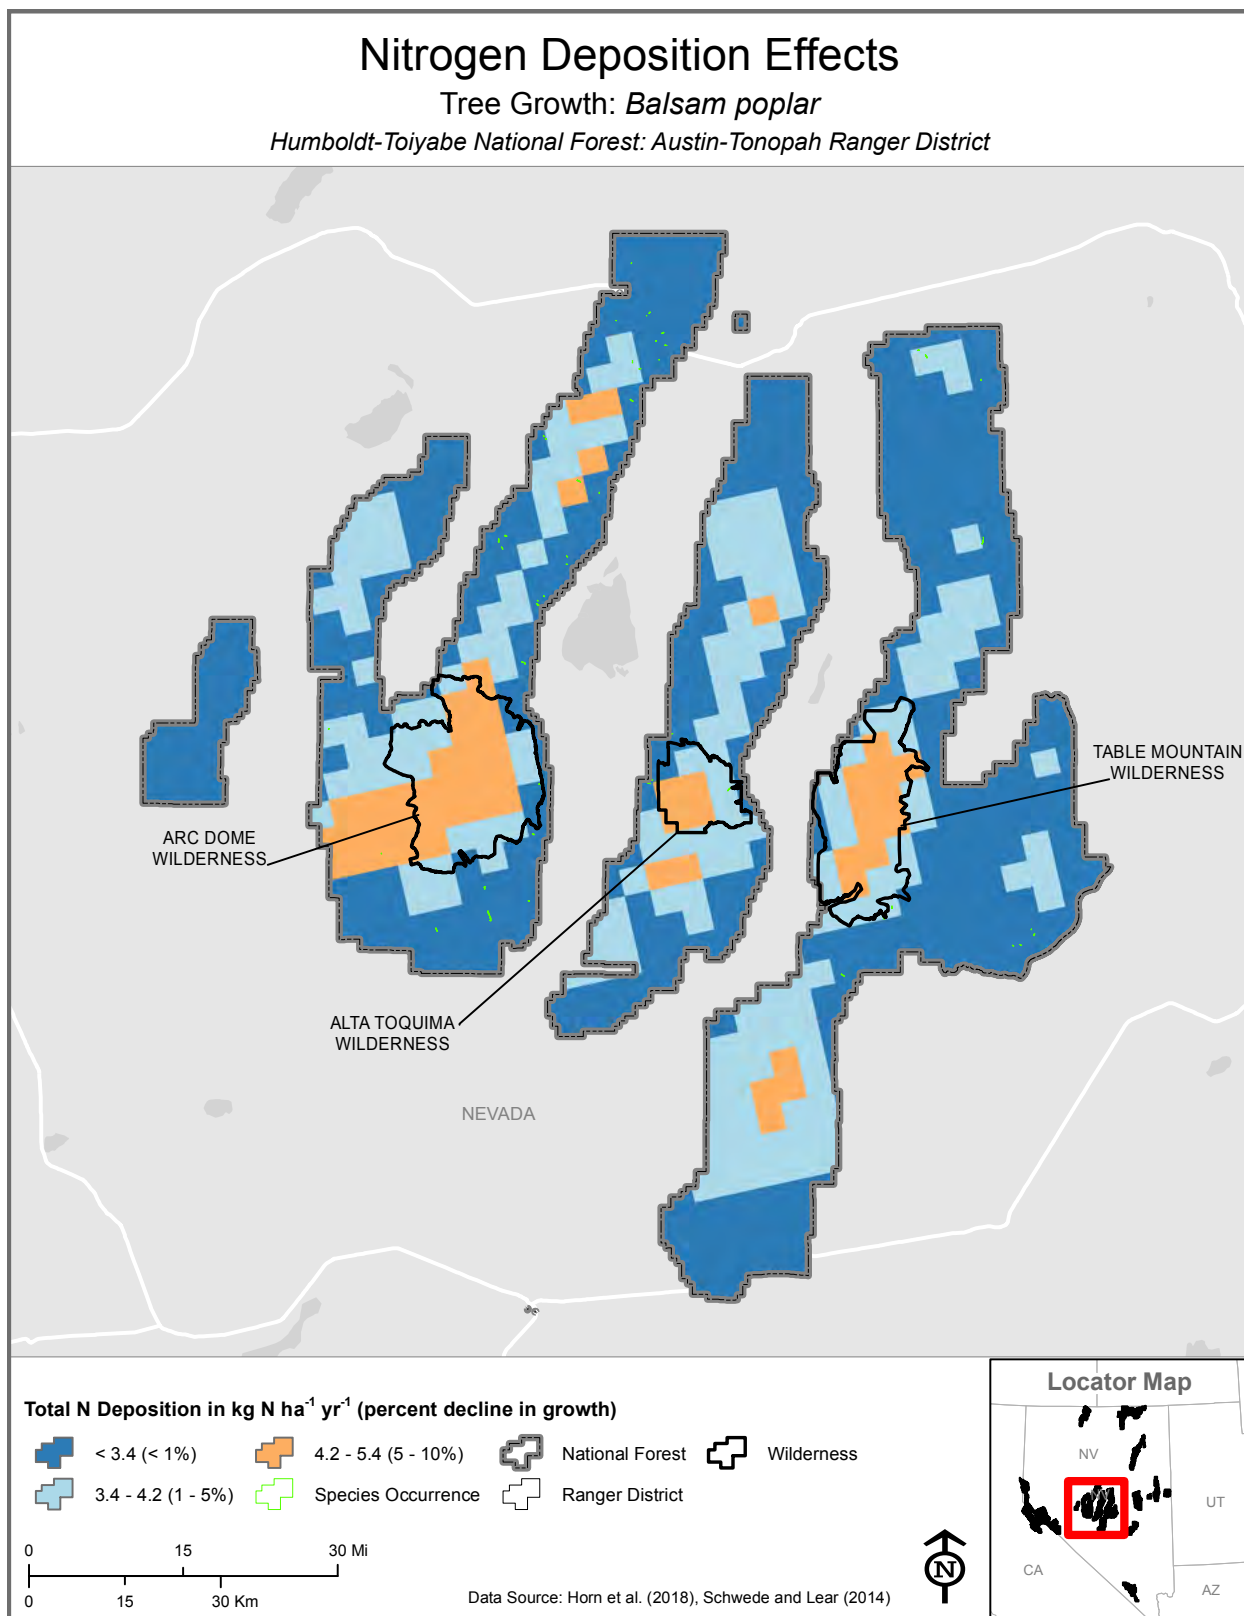 Nitrogen Deposition Effects
Tree Growth: Balsam poplar
Humboldt-Toiyabe National Forest: Austin-Tonopah Ranger District
TABLE MOUNTAIN
WILDERNESS
ARC DOME
WILDERNESS
ALTA TOQUIMA
WILDERNESS
NEVADA
Total N Deposition in kg N ha⁻¹ yr⁻¹ (percent decline in growth)
< 3.4 (< 1%)
4.2 - 5.4 (5 - 10%)
National Forest
Wilderness
3.4 - 4.2 (1 - 5%)
Species Occurrence
Ranger District
0 15 30 Mi
0 15 30 Km
Data Source: Horn et al. (2018), Schwede and Lear (2014)
N
Locator Map
NV
UT
CA
AZ